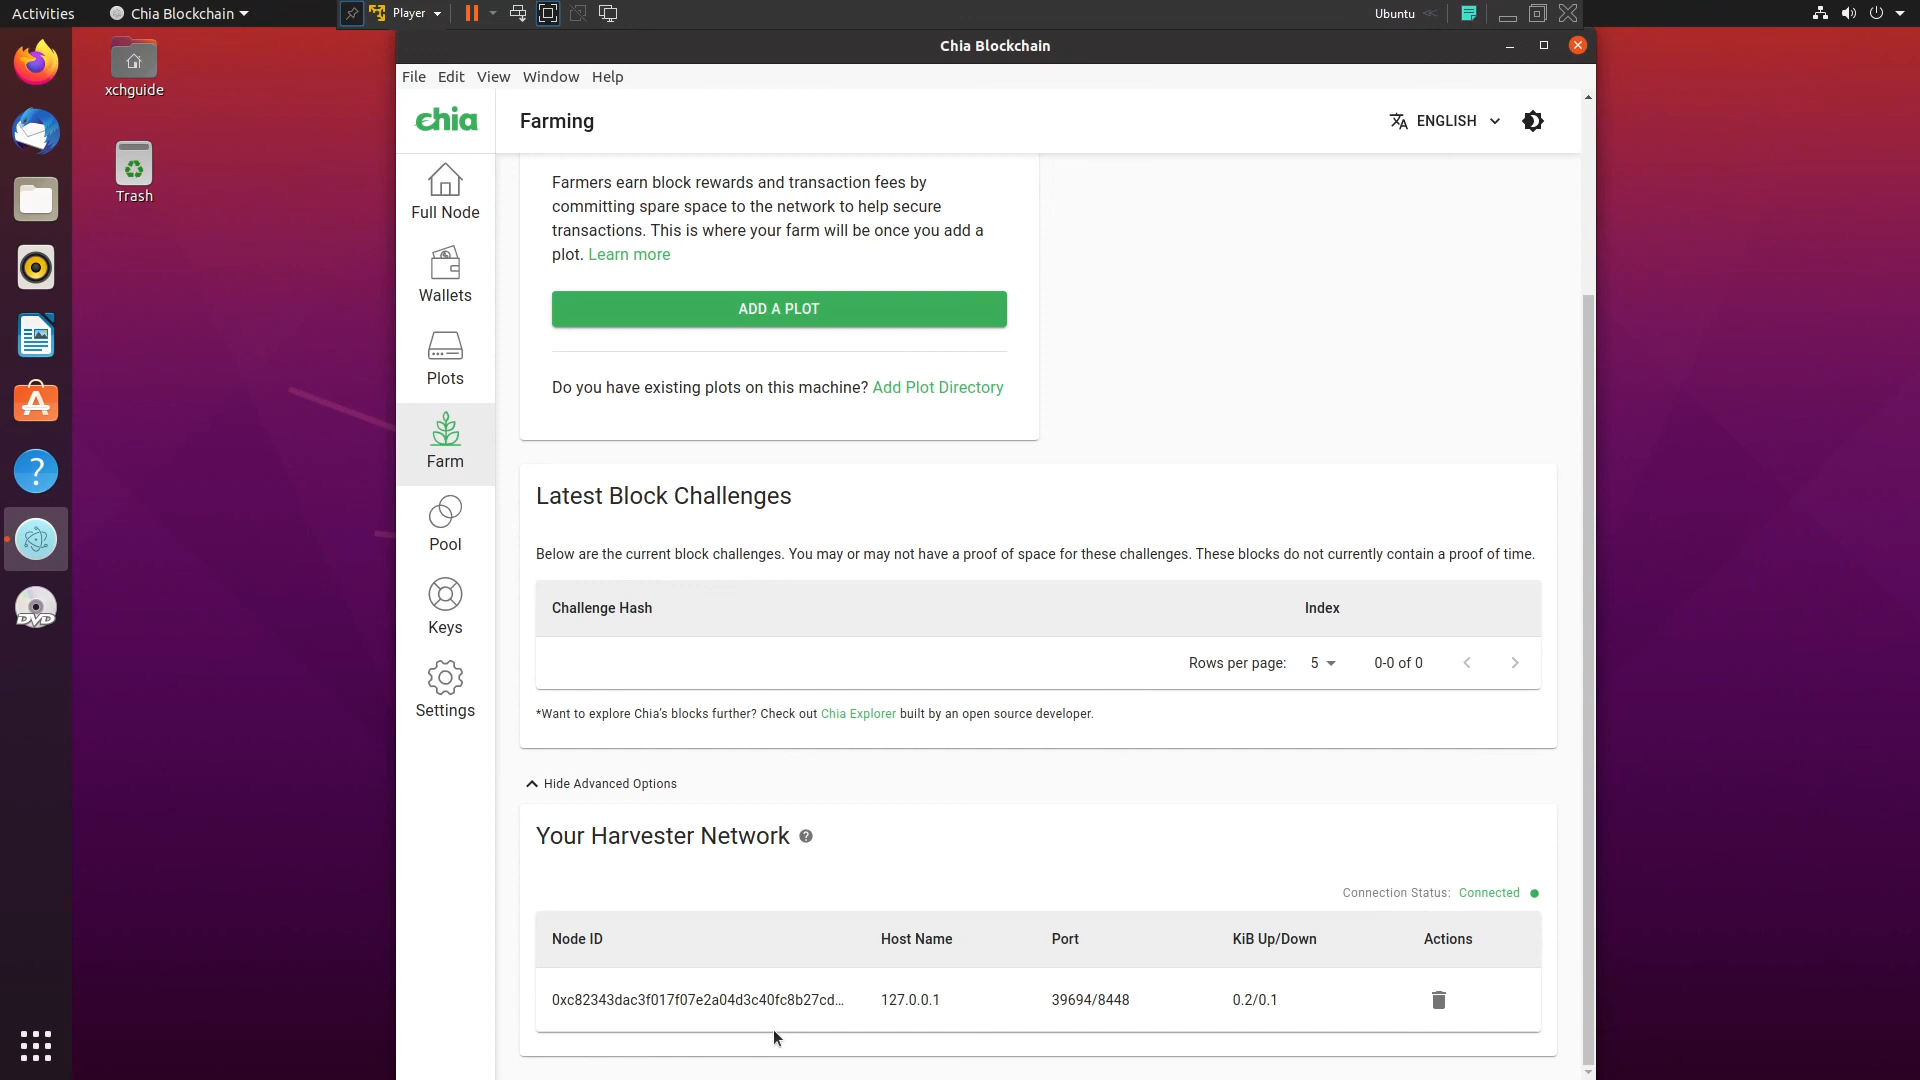 Activities
Chia Blockchain
Player
Ubuntu
xchguide
Trash
DVD
Chia Blockchain
File Edit View Window Help
chia
Farming
ENGLISH
Full Node
Wallets
Plots
Farm
Pool
Keys
Settings
Farmers earn block rewards and transaction fees by
committing spare space to the network to help secure
transactions. This is where your farm will be once you add a
plot. Learn more
ADD A PLOT
Do you have existing plots on this machine? Add Plot Directory
Latest Block Challenges
Below are the current block challenges. You may or may not have a proof of space for these challenges. These blocks do not currently contain a proof of time.
Challenge Hash Index
Rows per page: 5 0-0 of 0
*Want to explore Chia's blocks further? Check out Chia Explorer built by an open source developer.
Hide Advanced Options
Your Harvester Network
Connection Status: Connected
Node ID Host Name Port KiB Up/Down Actions
0xc82343dac3f017f07e2a04d3c40fc8b27cd... 127.0.0.1 39694/8448 0.2/0.1